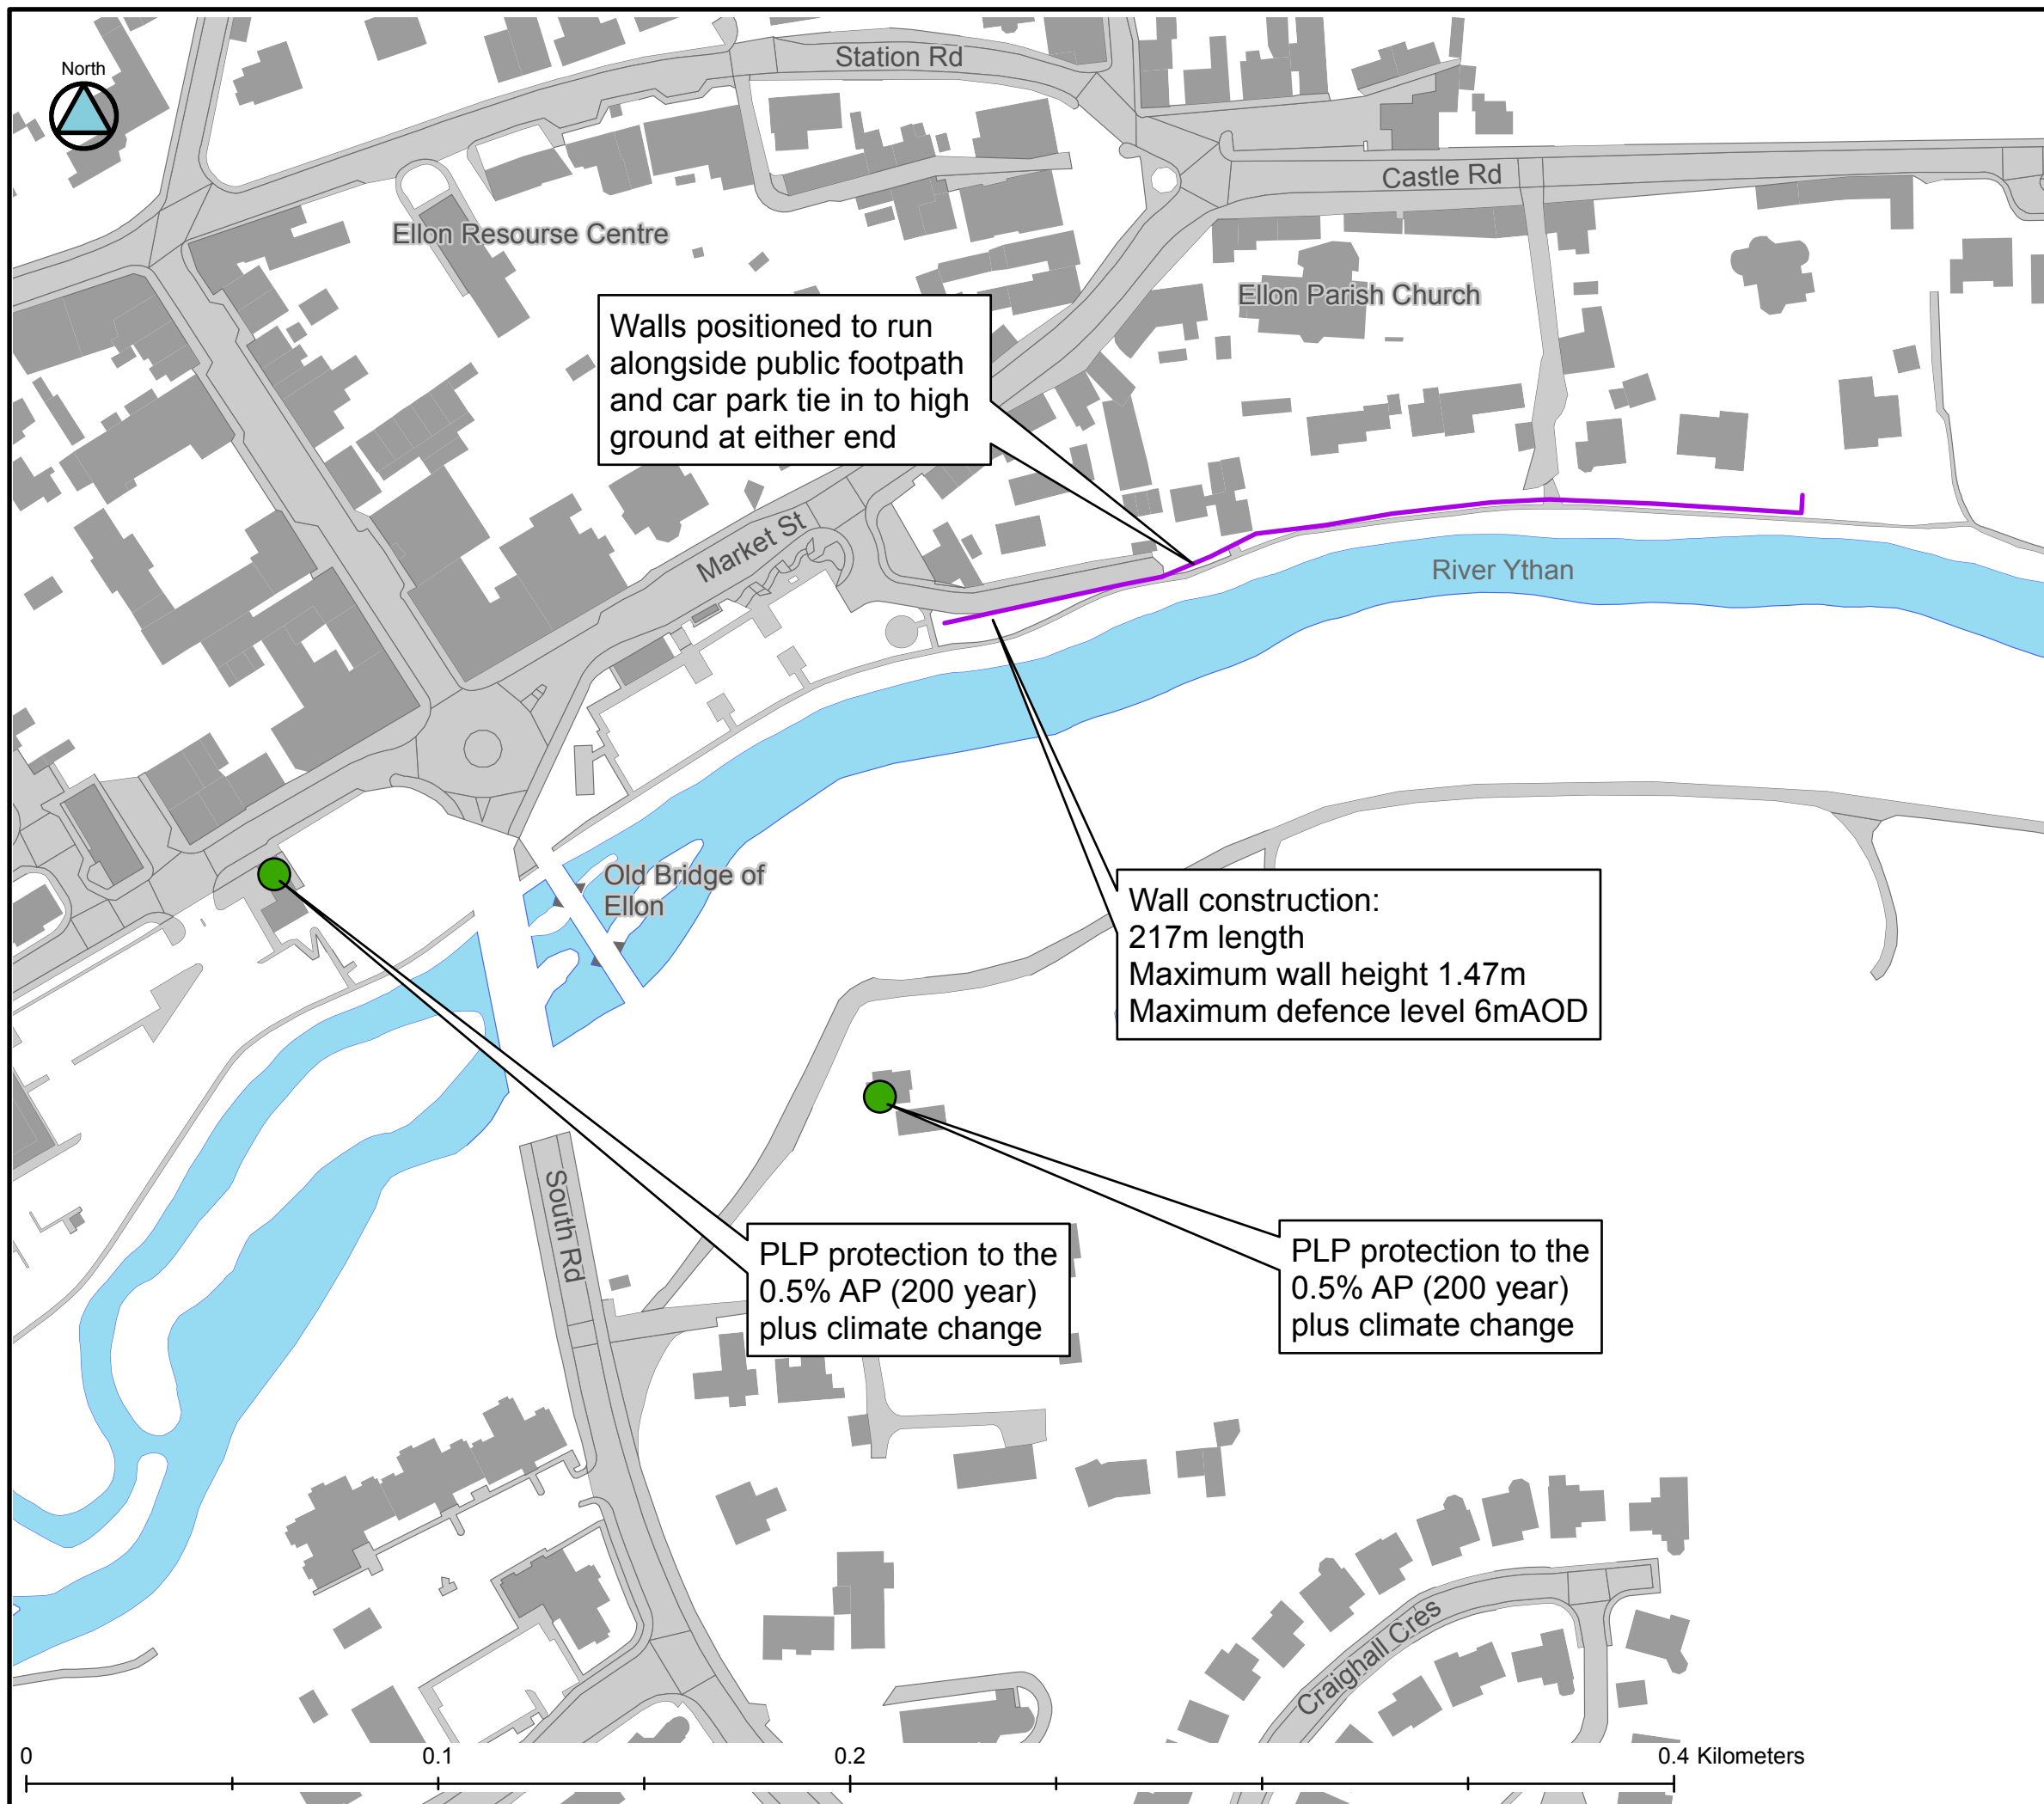 North
Station Rd
Castle Rd
Ellon Resourse Centre
Ellon Parish Church
Walls positioned to run
alongside public footpath
and car park tie in to high
ground at either end
Market St
River Ythan
Old Bridge of
Ellon
Wall construction:
217m length
Maximum wall height 1.47m
Maximum defence level 6mAOD
South Rd
PLP protection to the
0.5% AP (200 year)
plus climate change
PLP protection to the
0.5% AP (200 year)
plus climate change
Craighall Cres
0 0.1 0.2 0.4 Kilometers